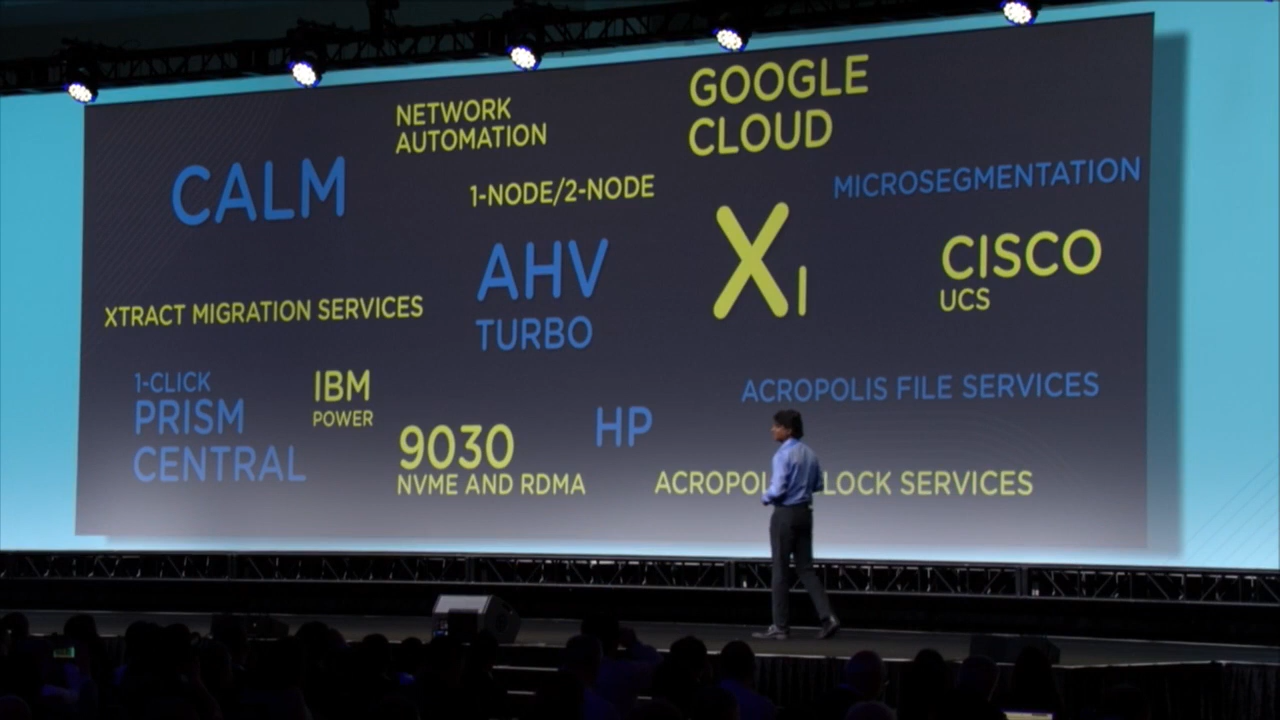 NETWORK
AUTOMATION
GOOGLE
CLOUD
CALM
1-NODE/2-NODE
MICROSEGMENTATION
AHV
TURBO
XI
CISCO
UCS
XTRACT MIGRATION SERVICES
1-CLICK
PRISM
CENTRAL
IBM
POWER
9030
NVME AND RDMA
HP
ACROPOLIS FILE SERVICES
SERVICES